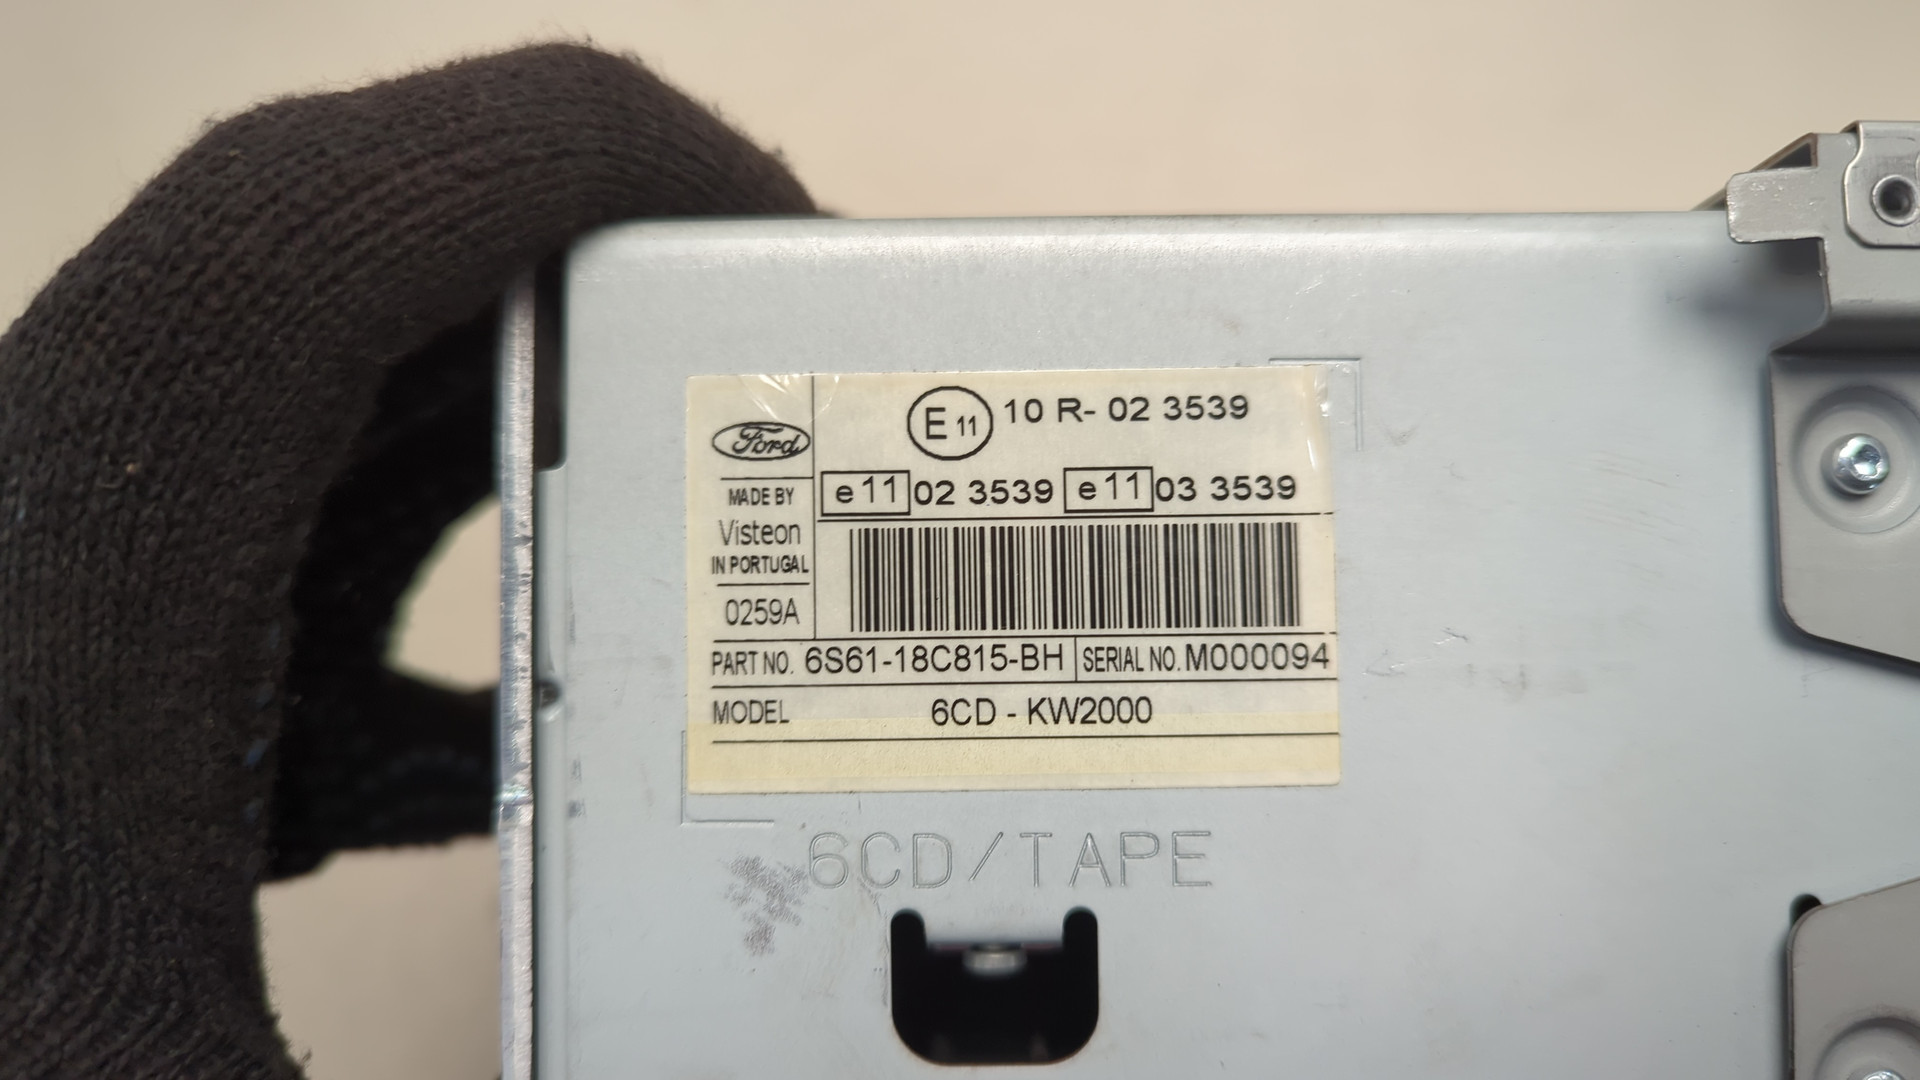 Ford
MADE BY
Visteon
IN PORTUGAL
0259A
E 11 10 R- 02 3539
e11 02 3539 e11 03 3539
PART NO. 6S61-18C815-BH SERIAL NO. M000094
MODEL 6CD - KW2000
6CD/TAPE